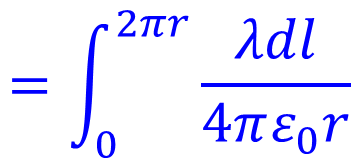 = ∫₀^{2πr} λdl / 4πε₀r